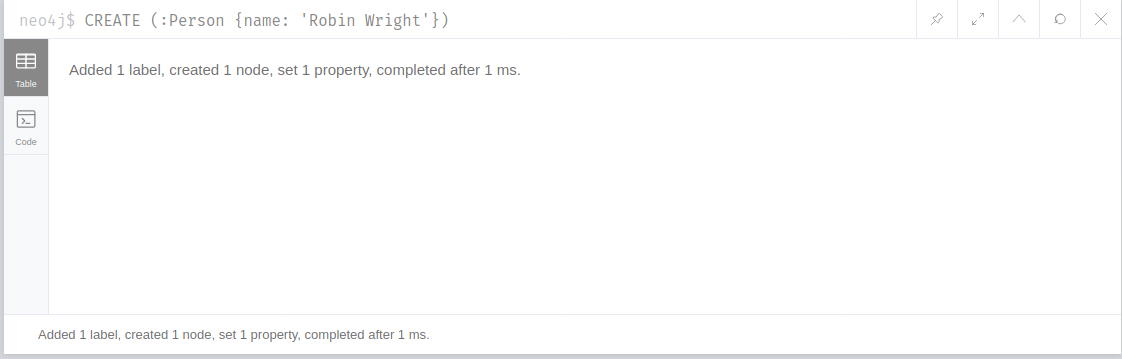 neo4j$ CREATE (:Person {name: 'Robin Wright'})
Table
Added 1 label, created 1 node, set 1 property, completed after 1 ms.
Code
Added 1 label, created 1 node, set 1 property, completed after 1 ms.